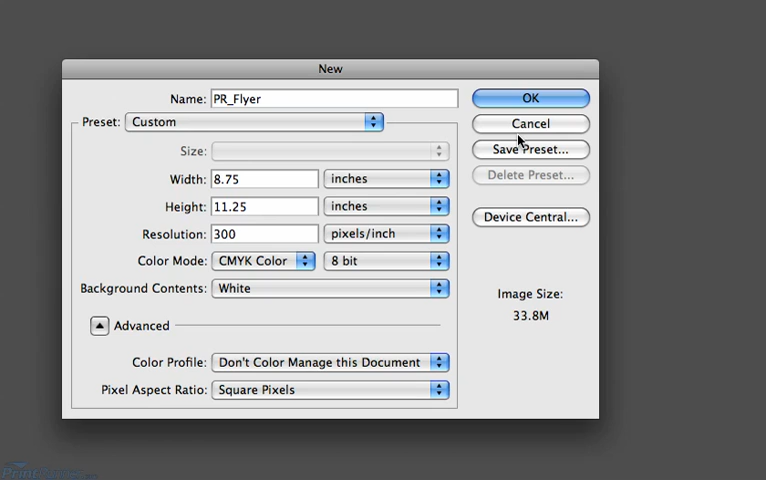 New
Name: PR_Flyer
OK
Preset: Custom
Cancel
Size:
Save Preset...
Width: 8.75 inches
Delete Preset...
Height: 11.25 inches
Device Central...
Resolution: 300 pixels/inch
Color Mode: CMYK Color 8 bit
Background Contents: White
Image Size:
33.8M
Advanced
Color Profile: Don't Color Manage this Document
Pixel Aspect Ratio: Square Pixels